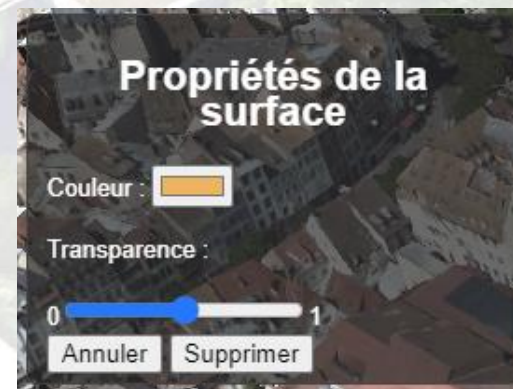 Propriétés de la
surface
Couleur :
Transparence :
0 1
Annuler Supprimer